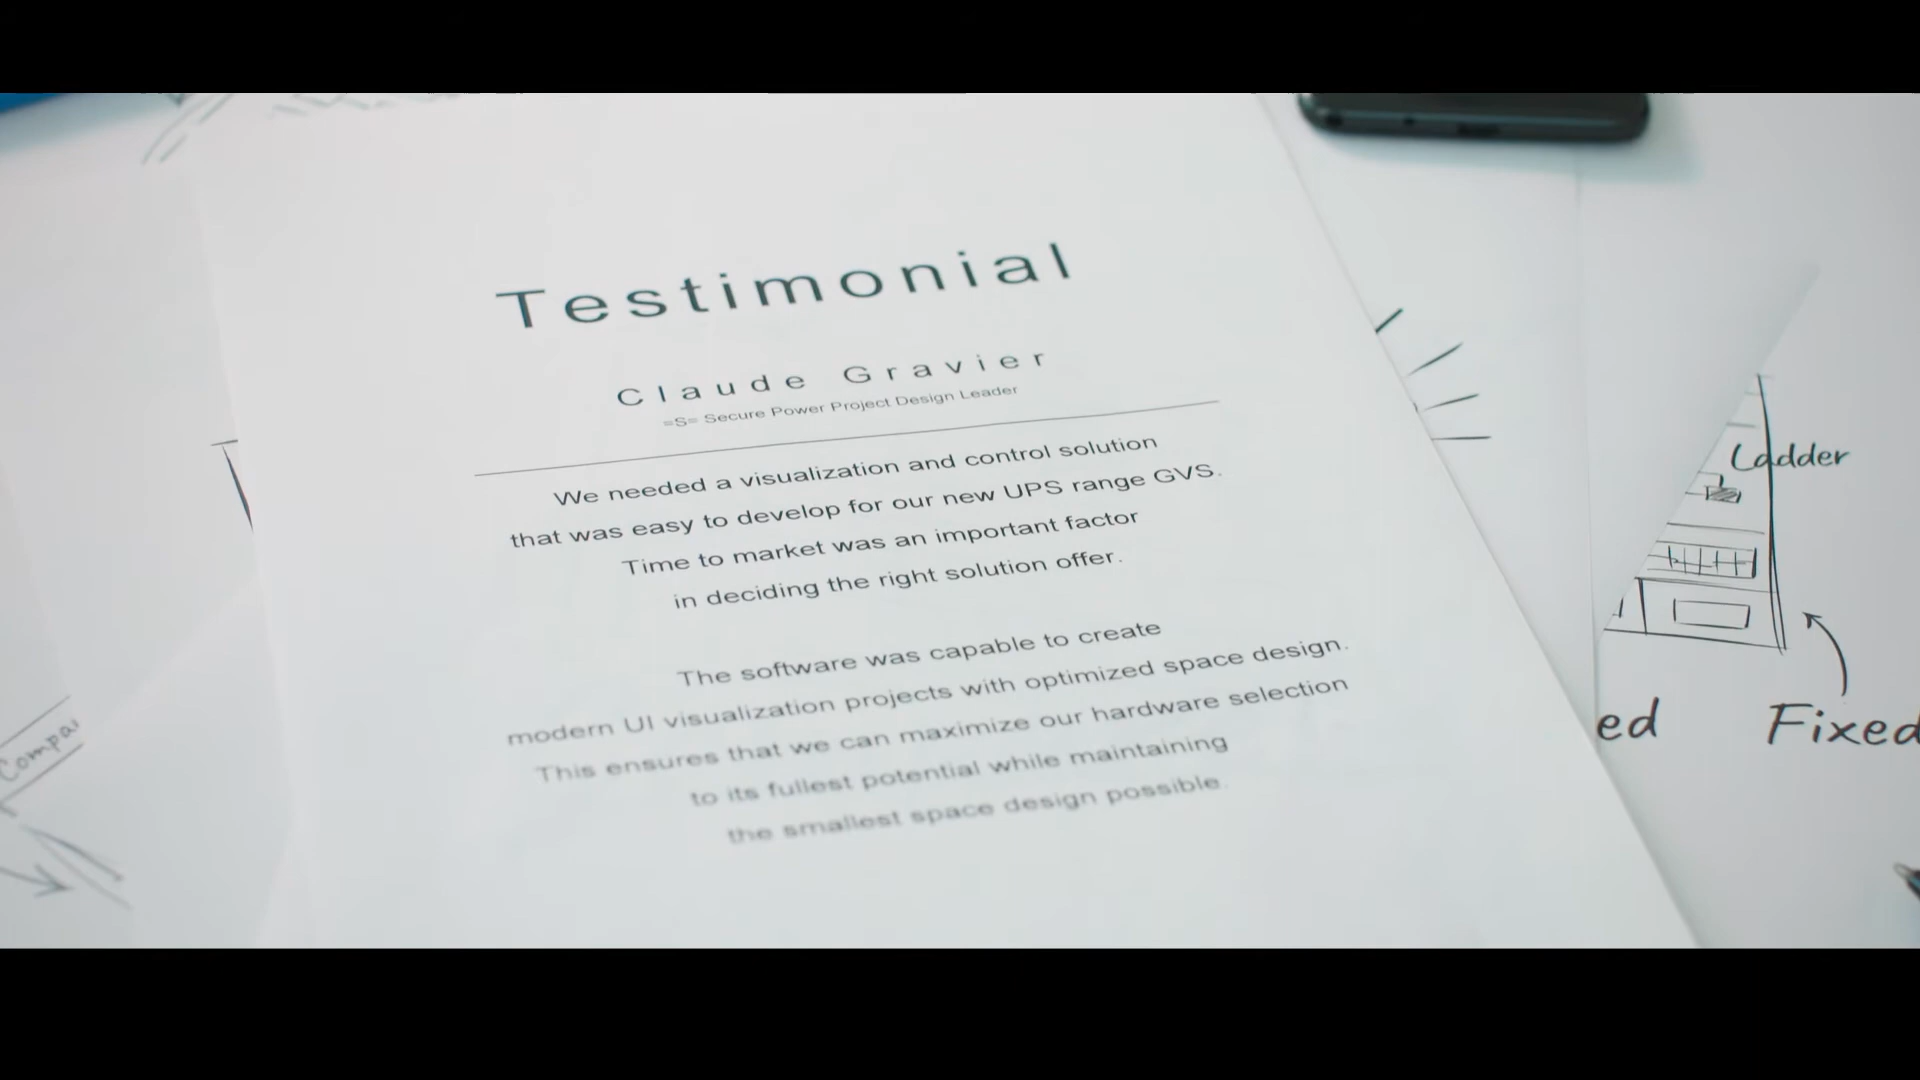 Testimonial
Claude Gravier
=S= Secure Power Project Design Leader
We needed a visualization and control solution
that was easy to develop for our new UPS range GVS.
Time to market was an important factor
in deciding the right solution offer.
The software was capable to create
modern UI visualization projects with optimized space design.
This ensures that we can maximize our hardware selection
to its fullest potential while maintaining
the smallest space design possible.
Ladder
ed
Fixed
Compa